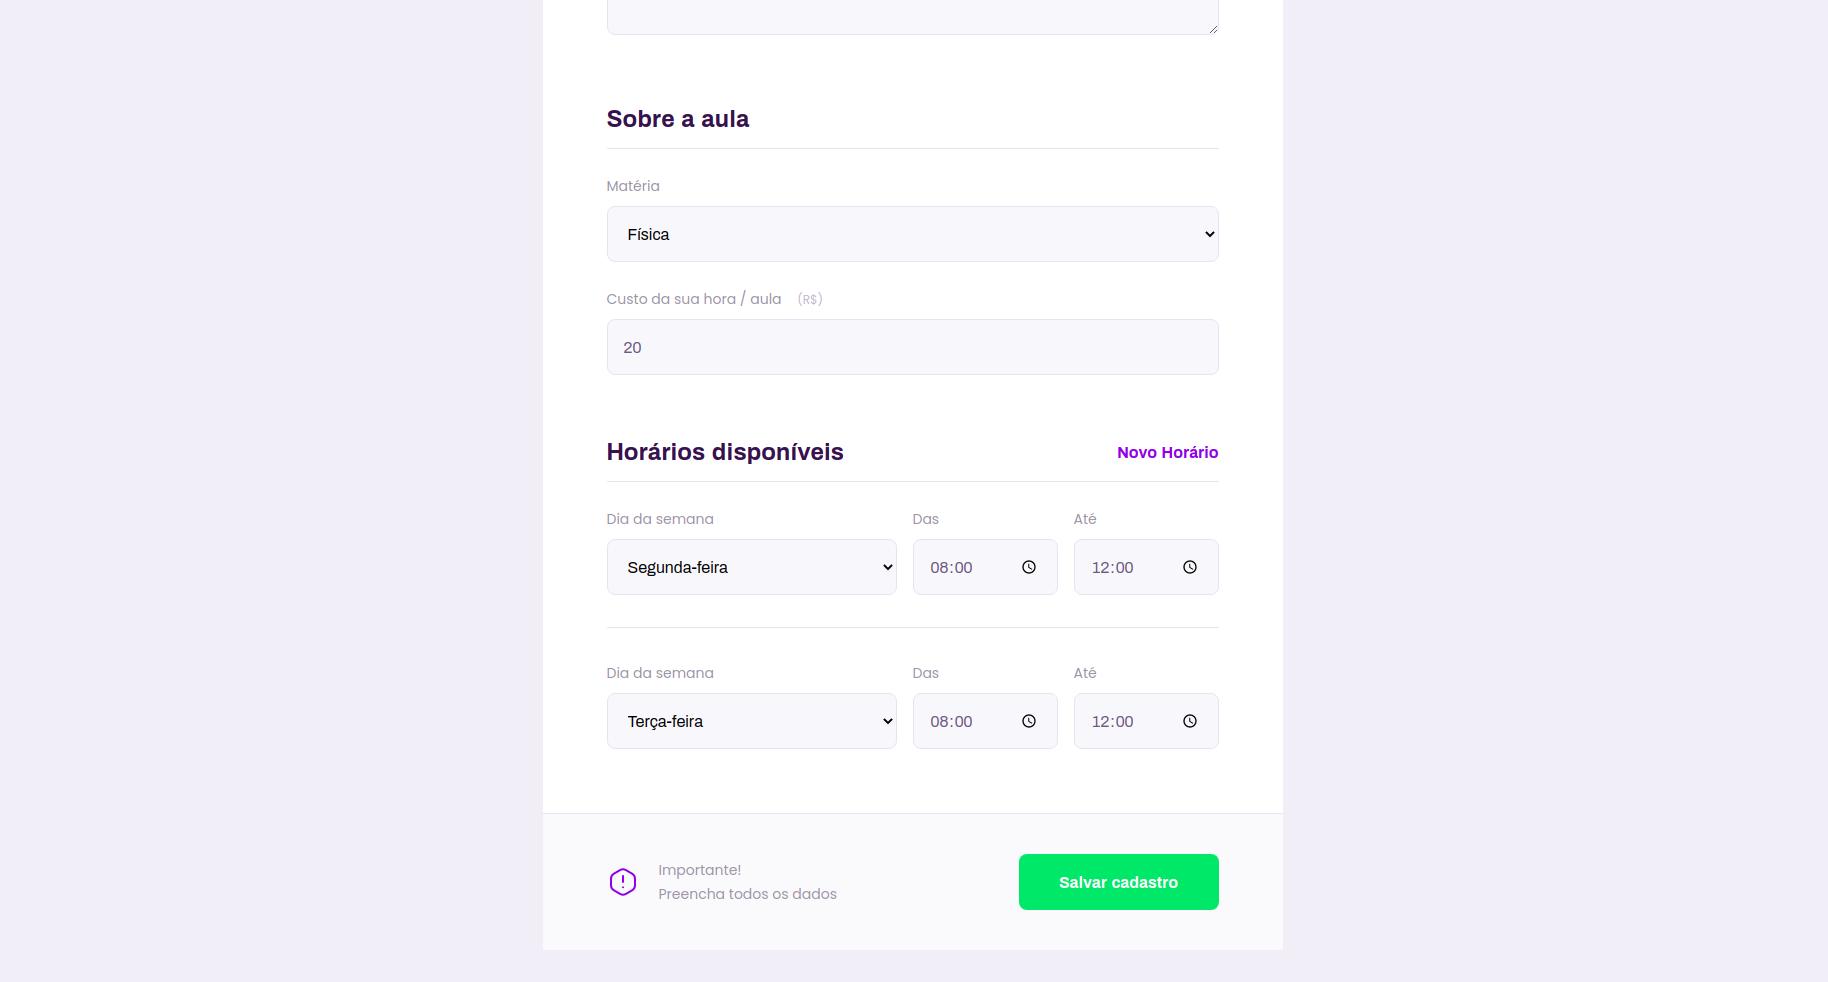 Sobre a aula
Matéria
Física
Custo da sua hora / aula (R$)
20
Horários disponíveis Novo Horário
Dia da semana Das Até
Segunda-feira 08:00 12:00
Dia da semana Das Até
Terça-feira 08:00 12:00
Importante!
Preencha todos os dados
Salvar cadastro